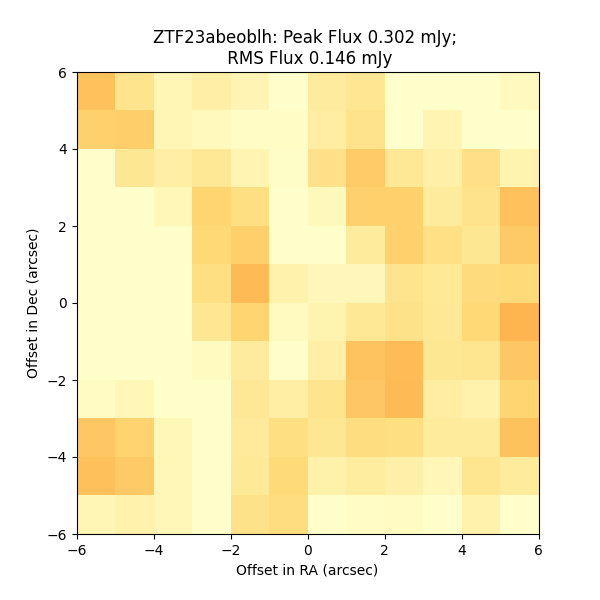 ZTF23abeoblh: Peak Flux 0.302 mJy;
RMS Flux 0.146 mJy
6
4
2
0
−2
−4
−6
Offset in Dec (arcsec)
−6 −4 −2 0 2 4 6
Offset in RA (arcsec)